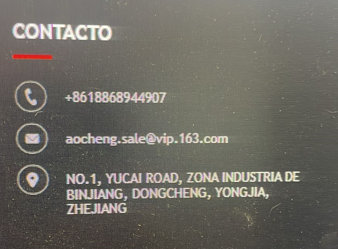 CONTACTO
+8618868944907
aocheng.sale@vip.163.com
NO.1, YUCAI ROAD, ZONA INDUSTRIA DE
BINJIANG, DONGCHENG, YONGJIA,
ZHEJIANG